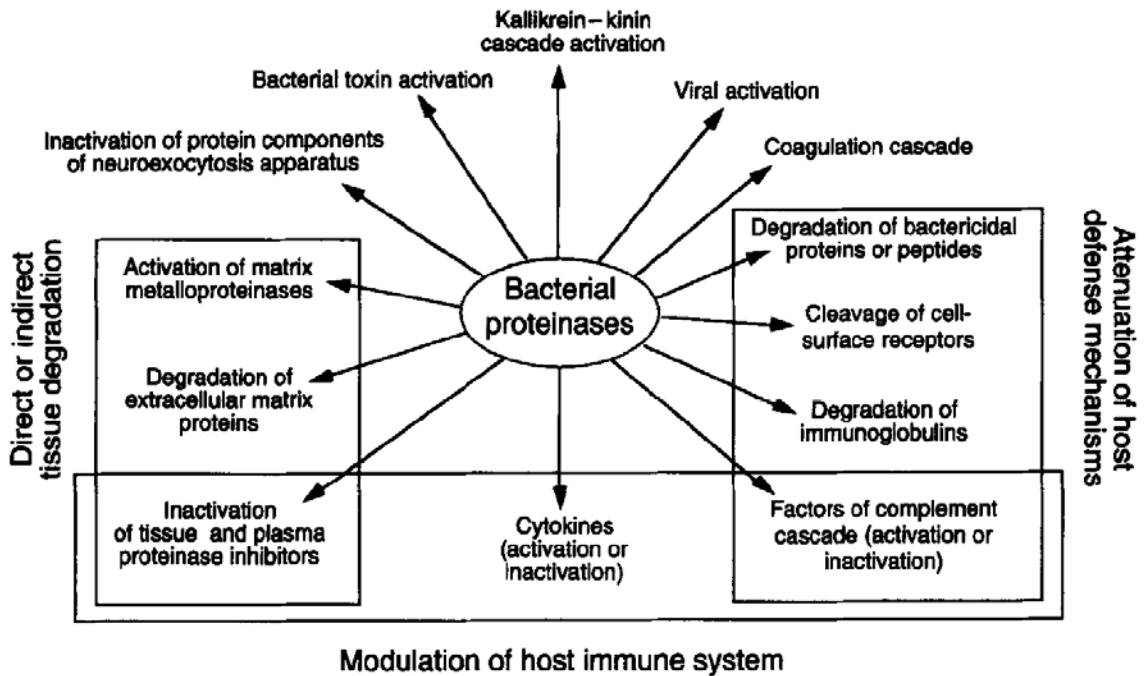 Kallikrein–kinin
cascade activation
Bacterial toxin activation
Viral activation
Inactivation of protein components
of neuroexocytosis apparatus
Coagulation cascade
Direct or indirect
tissue degradation
Activation of matrix
metalloproteinases
Degradation of
extracellular matrix
proteins
Inactivation
of tissue and plasma
proteinase inhibitors
Bacterial
proteinases
Cytokines
(activation or
inactivation)
Degradation of bactericidal
proteins or peptides
Cleavage of cell-
surface receptors
Degradation of
immunoglobulins
Factors of complement
cascade (activation or
inactivation)
Attenuation of host
defense mechanisms
Modulation of host immune system